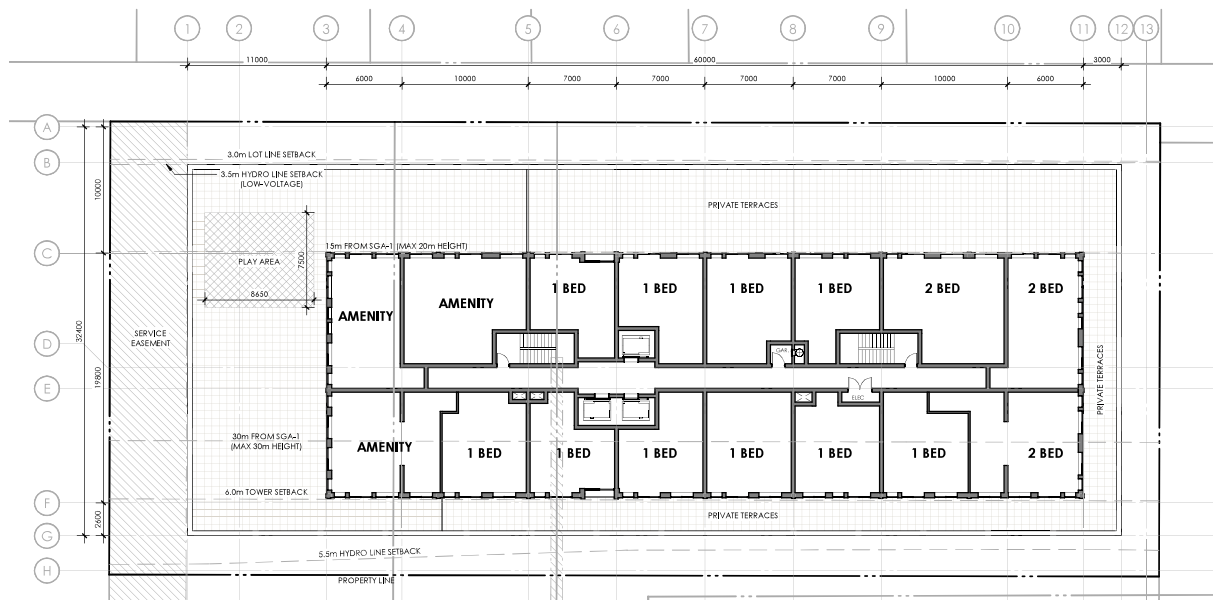 1 2 3 4 5 6 7 8 9 10 11 12 13
11000 60000 3000
6000 10000 7000 7000 7000 7000 10000 6000
A
B
C
D
E
F
G
H
10000
32400
19800
2600
3.0m LOT LINE SETBACK
3.5m HYDRO LINE SETBACK
(LOW-VOLTAGE)
PRIVATE TERRACES
15m FROM SGA-1 (MAX 20m HEIGHT)
PLAY AREA
7500
8650
SERVICE
EASEMENT
AMENITY
AMENITY
1 BED
1 BED
1 BED
1 BED
2 BED
2 BED
GAR
ELEC
PRIVATE TERRACES
30m FROM SGA-1
(MAX 30m HEIGHT)
AMENITY
1 BED
1 BED
1 BED
1 BED
1 BED
1 BED
2 BED
6.0m TOWER SETBACK
PRIVATE TERRACES
5.5m HYDRO LINE SETBACK
PROPERTY LINE